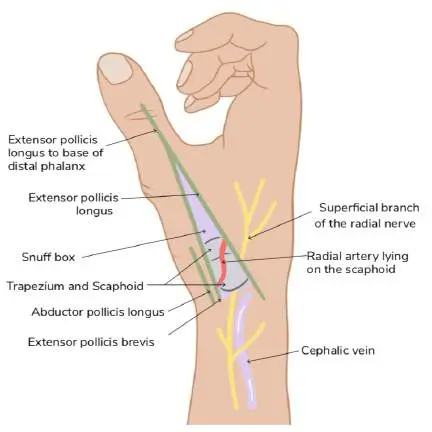 Extensor pollicis
longus to base of
distal phalanx
Extensor pollicis
longus
Snuff box
Trapezium and Scaphoid
Abductor pollicis longus
Extensor pollicis brevis
Superficial branch
of the radial nerve
Radial artery lying
on the scaphoid
Cephalic vein